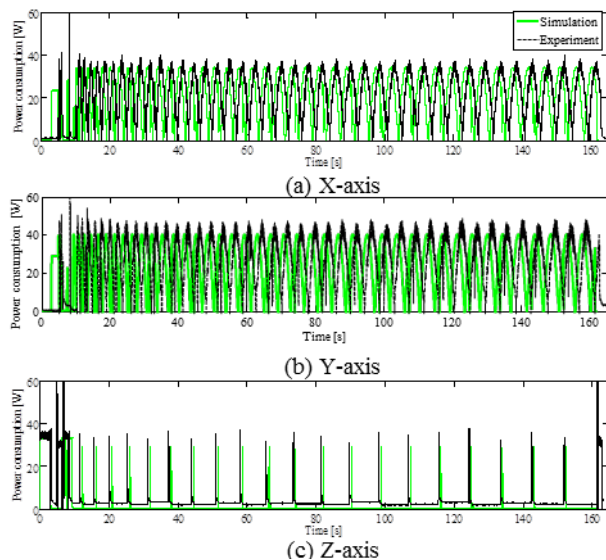 60
40
20
0
Power consumption [W]
Simulation
Experiment
0 20 40 60 80 100 120 140 160
Time [s]
(a) X-axis
60
40
20
0
Power consumption [W]
0 20 40 60 80 100 120 140 160
Time [s]
(b) Y-axis
60
40
20
0
Power consumption [W]
0 20 40 60 80 100 120 140 160
Time [s]
(c) Z-axis